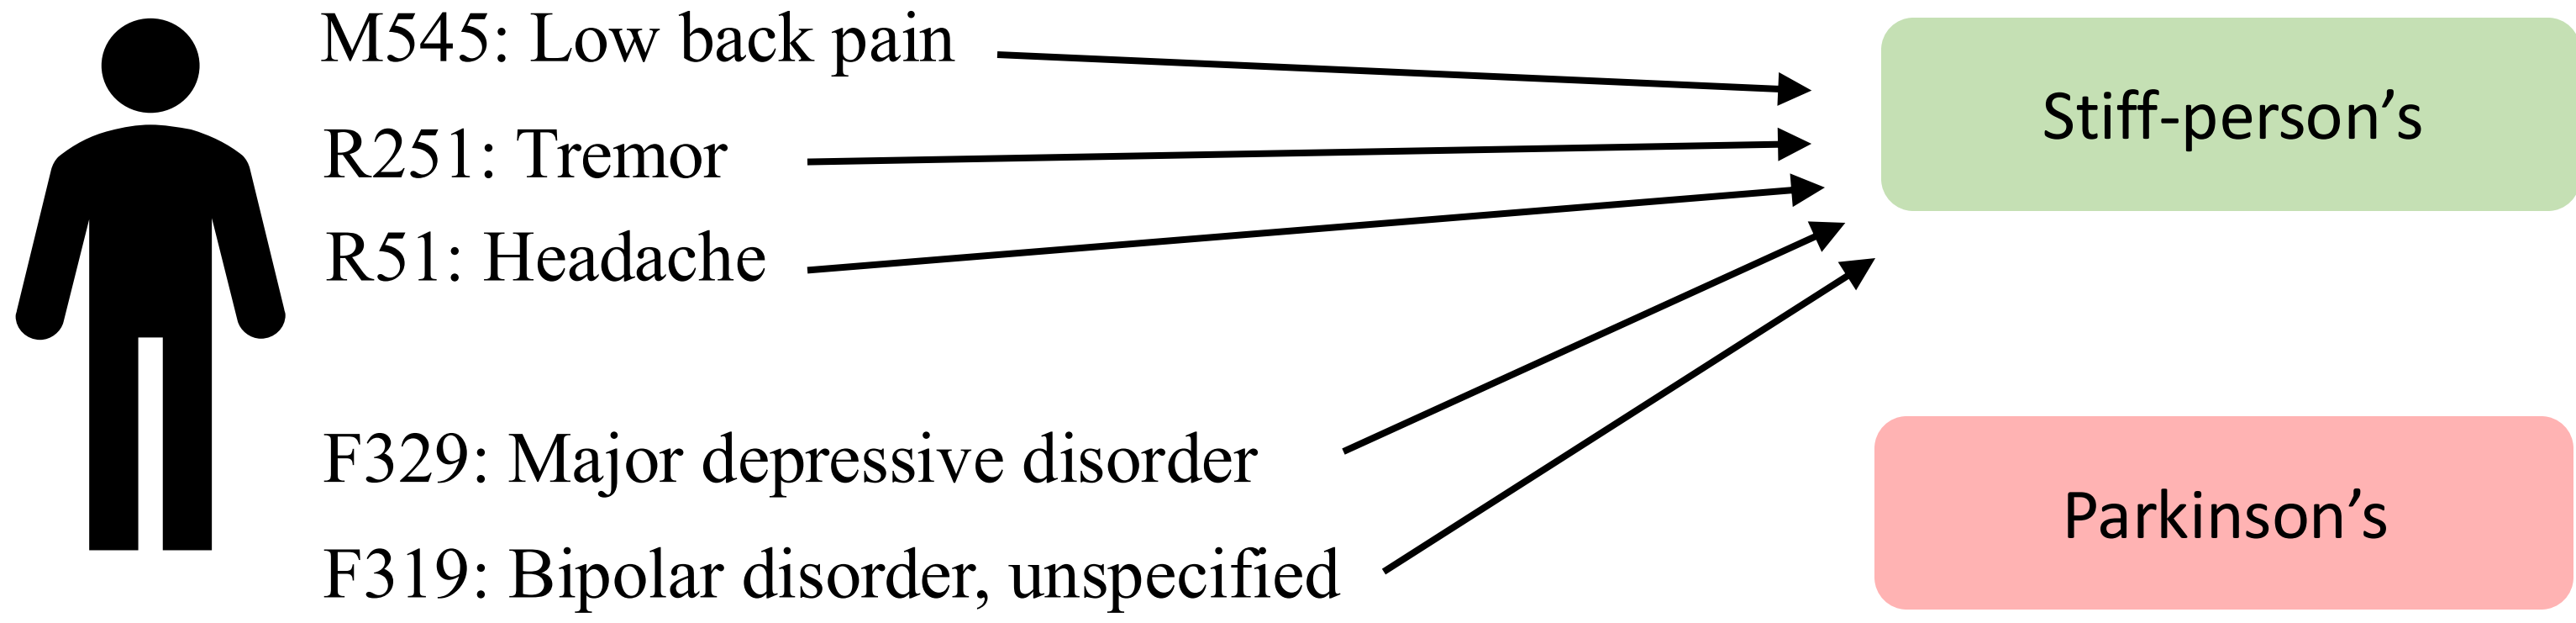 M545: Low back pain
R251: Tremor
R51: Headache
F329: Major depressive disorder
F319: Bipolar disorder, unspecified
Stiff-person’s
Parkinson’s